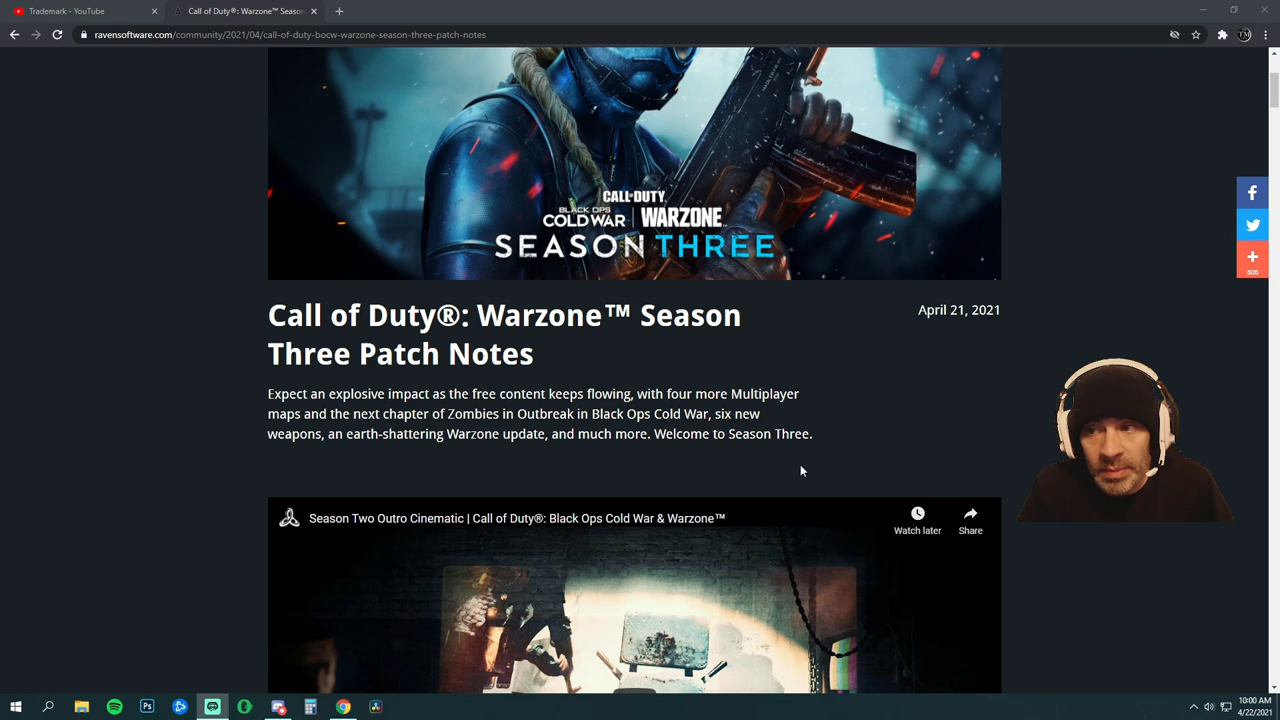 Trademark - YouTube
Call of Duty®: Warzone™ Season
ravensoftware.com/community/2021/04/call-of-duty-bocw-warzone-season-three-patch-notes
TM
CALL OF DUTY
BLACK OPS
COLD WAR | WARZONE
SEASON THREE
Call of Duty®: Warzone™ Season
Three Patch Notes
April 21, 2021
Expect an explosive impact as the free content keeps flowing, with four more Multiplayer
maps and the next chapter of Zombies in Outbreak in Black Ops Cold War, six new
weapons, an earth-shattering Warzone update, and much more. Welcome to Season Three.
505
Season Two Outro Cinematic | Call of Duty®: Black Ops Cold War & Warzone™
Watch later
Share
Ps
10:00 AM
4/22/2021